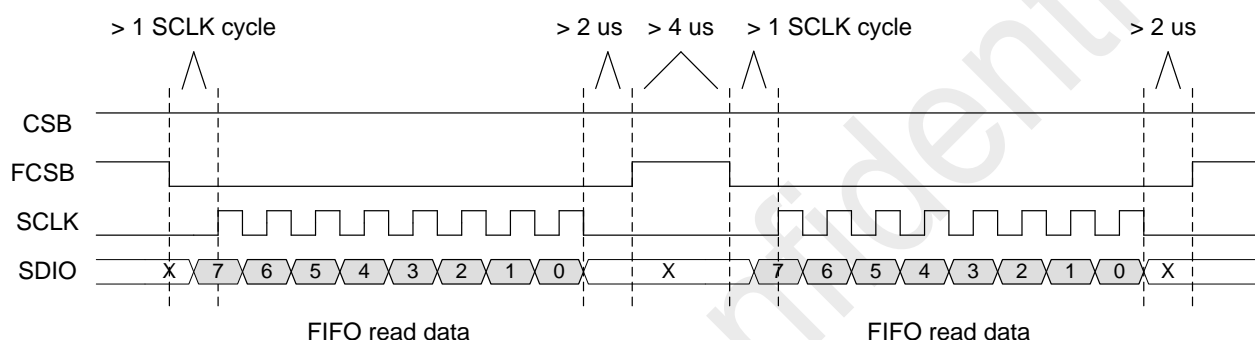 > 1 SCLK cycle > 2 us > 4 us > 1 SCLK cycle > 2 us
CSB
FCSB
SCLK
SDIO X 7 6 5 4 3 2 1 0 X 7 6 5 4 3 2 1 0 X
FIFO read data FIFO read data